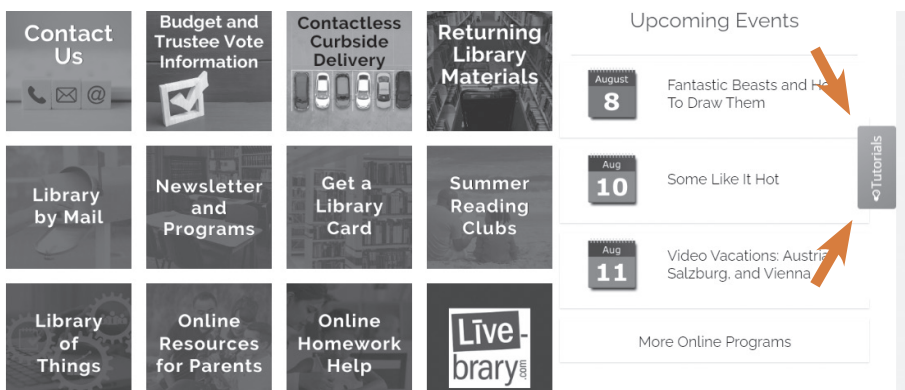 Contact
Us
Budget and
Trustee Vote
Information
Contactless
Curbside
Delivery
Returning
Library
Materials
Library
by Mail
Newsletter
and
Programs
Get a
Library
Card
Summer
Reading
Clubs
Library
of
Things
Online
Resources
for Parents
Online
Homework
Help
Līve-
brary.com
Upcoming Events
August
8
Fantastic Beasts and Ho
To Draw Them
Aug
10
Some Like It Hot
Aug
11
Video Vacations: Austria,
Salzburg, and Vienna
More Online Programs
Tutorials